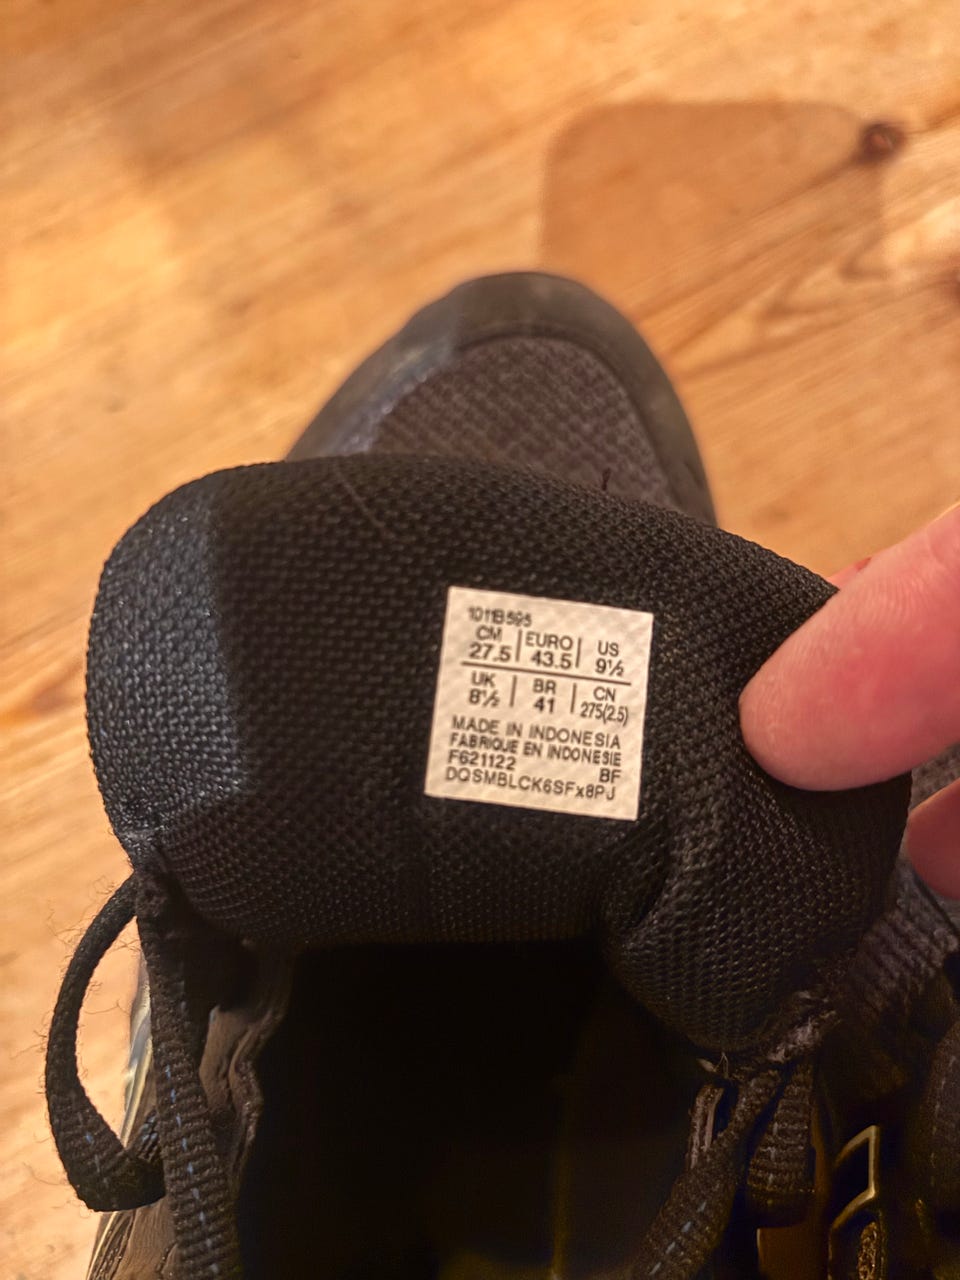 1011B595
CM EURO US
27.5 43.5 9½
UK BR CN
8½ 41 275(2.5)
MADE IN INDONESIA
FABRIQUE EN INDONESIE
F621122 BF
DQSMBLCK6SFx8PJ